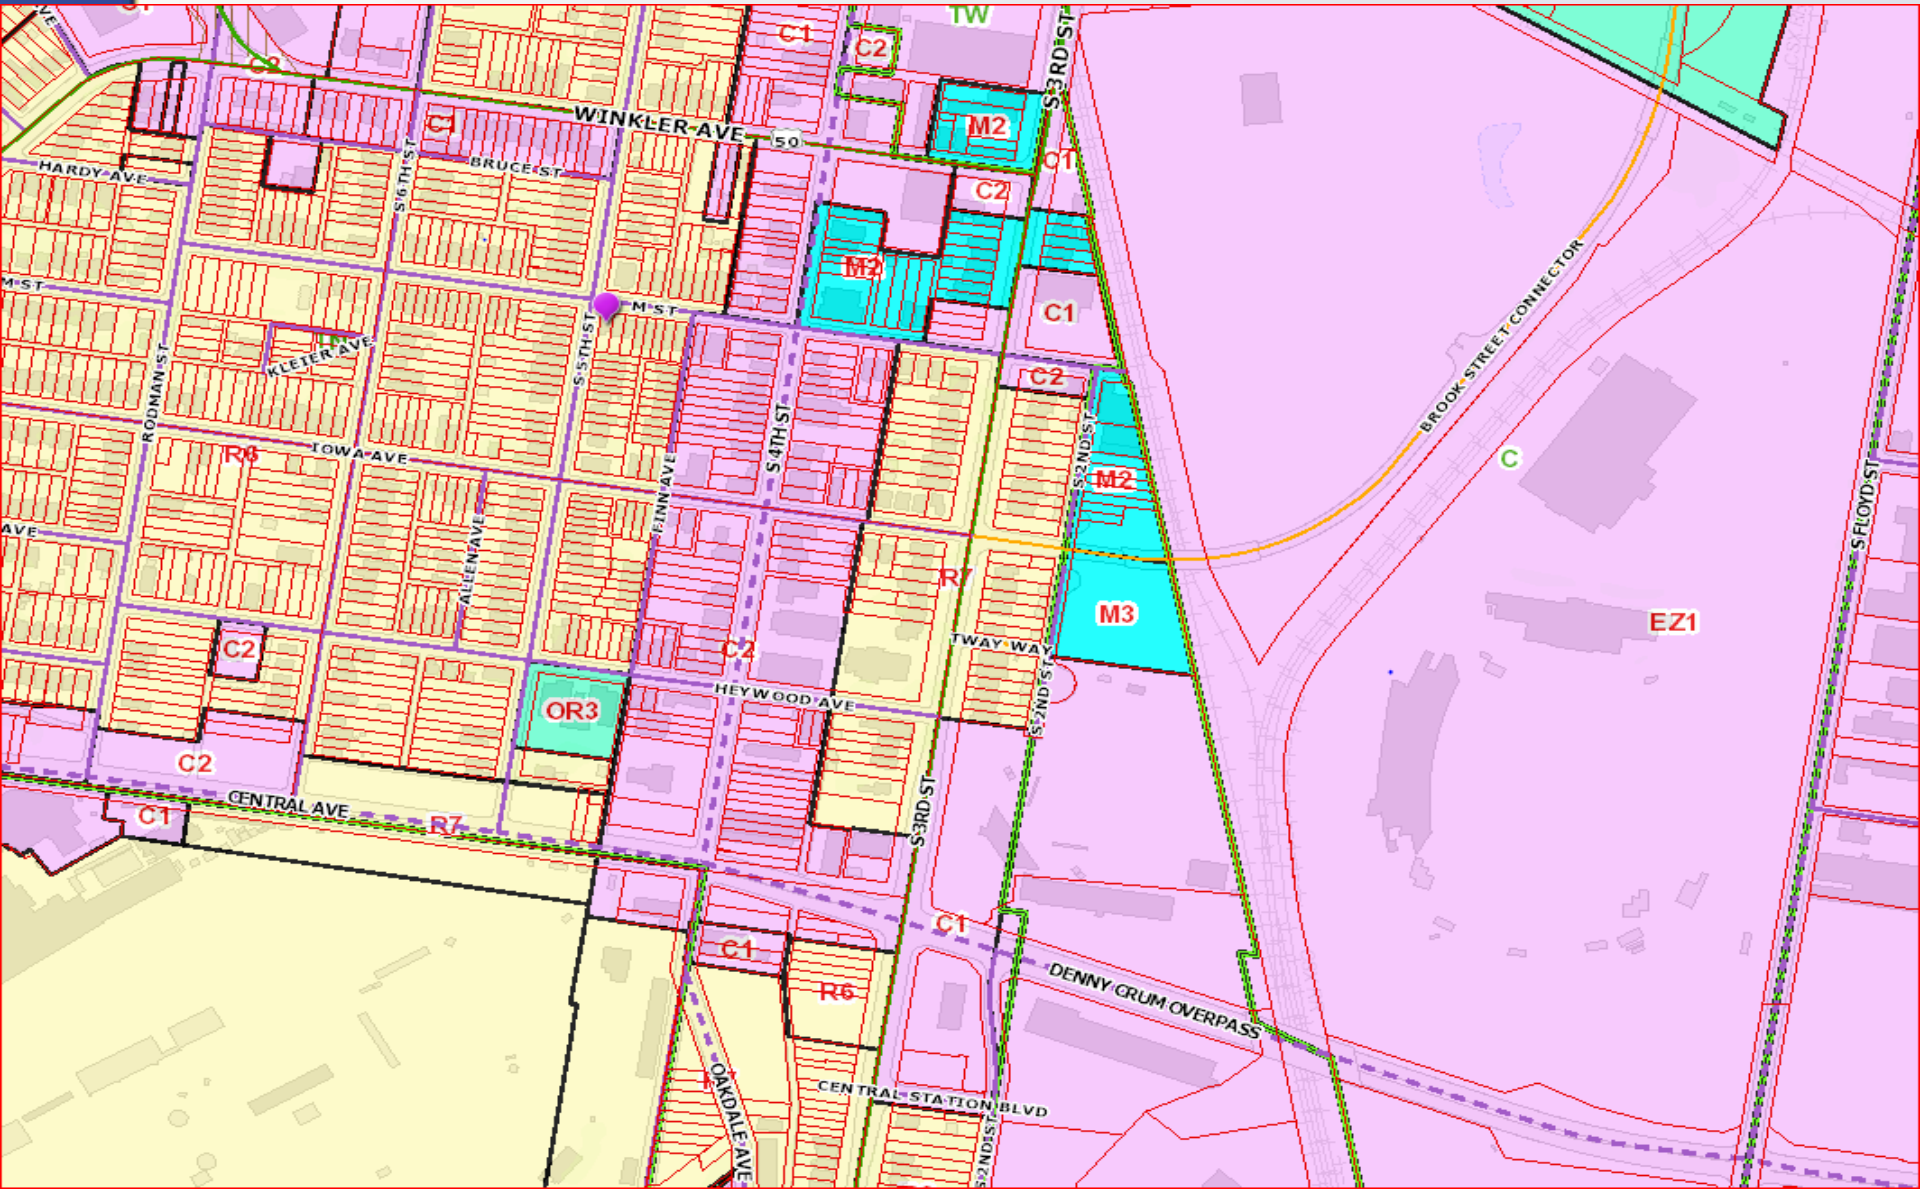 TW
C1
C2
S 3RD ST
C2
M2
WINKLER AVE
50
C1
C1
BRUCE ST
HARDY AVE
S 6TH ST
C2
M2
M ST
M ST
C1
S 5TH ST
KLEIER AVE
RODMAN ST
C2
BROOK STREET CONNECTOR
S 4TH ST
S 2ND ST
IOWA AVE
R6
C
M2
S FLOYD ST
FINN AVE
AVE
ALLEN AVE
R7
M3
EZ1
TWAY WAY
C2
C2
S 2ND ST
HEYWOOD AVE
OR3
C2
S 3RD ST
CENTRAL AVE
C1
R7
C1
C1
DENNY CRUM OVERPASS
R6
OAKDALE AVE
CENTRAL STATION BLVD
S 2ND ST